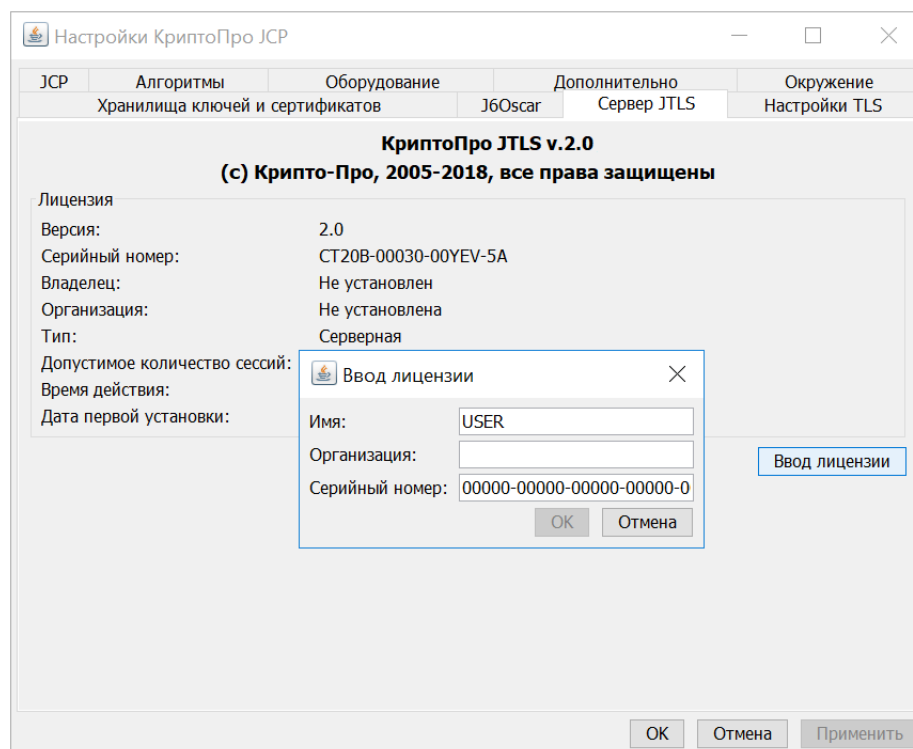 Настройки КриптоПро JCP
JCP Алгоритмы Оборудование Дополнительно Окружение
Хранилища ключей и сертификатов J6Oscar Сервер JTLS Настройки TLS
КриптоПро JTLS v.2.0
(c) Крипто-Про, 2005-2018, все права защищены
Лицензия
Версия: 2.0
Серийный номер: CT20B-00030-00YEV-5A
Владелец: Не установлен
Организация: Не установлена
Тип: Серверная
Допустимое количество сессий:
Время действия:
Дата первой установки:
Ввод лицензии
Имя: USER
Организация:
Серийный номер: 00000-00000-00000-00000-0
OK Отмена
Ввод лицензии
OK Отмена Применить